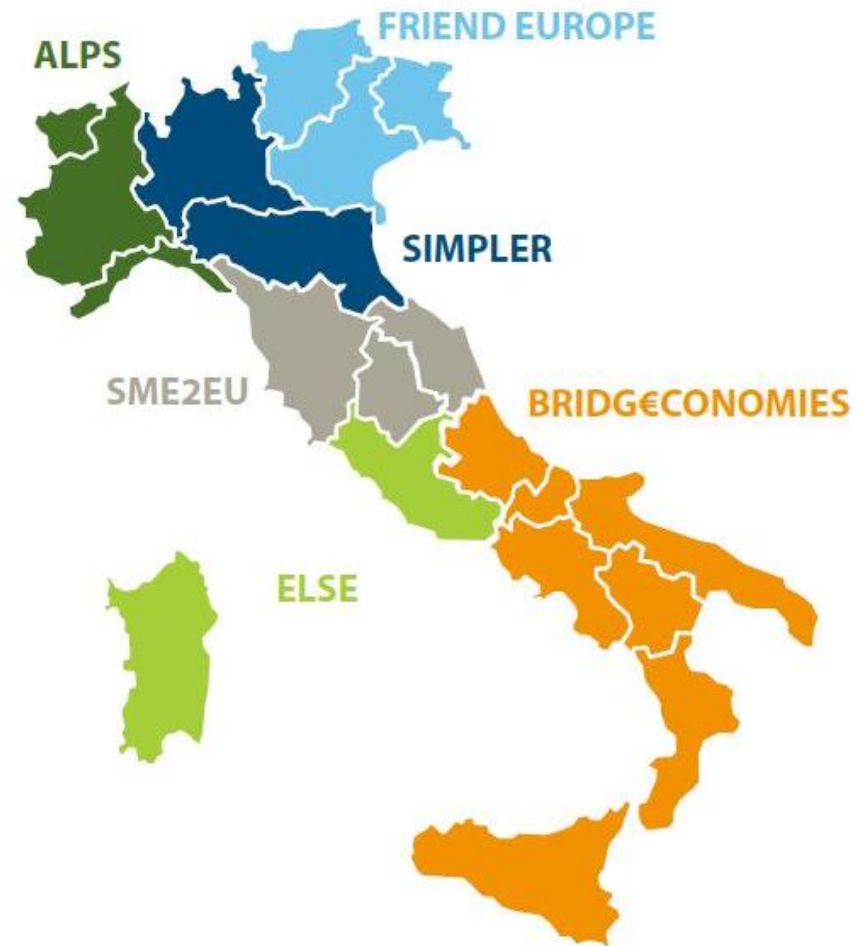 FRIEND EUROPE
ALPS
SIMPLER
SME2EU
BRIDG€CONOMIES
ELSE